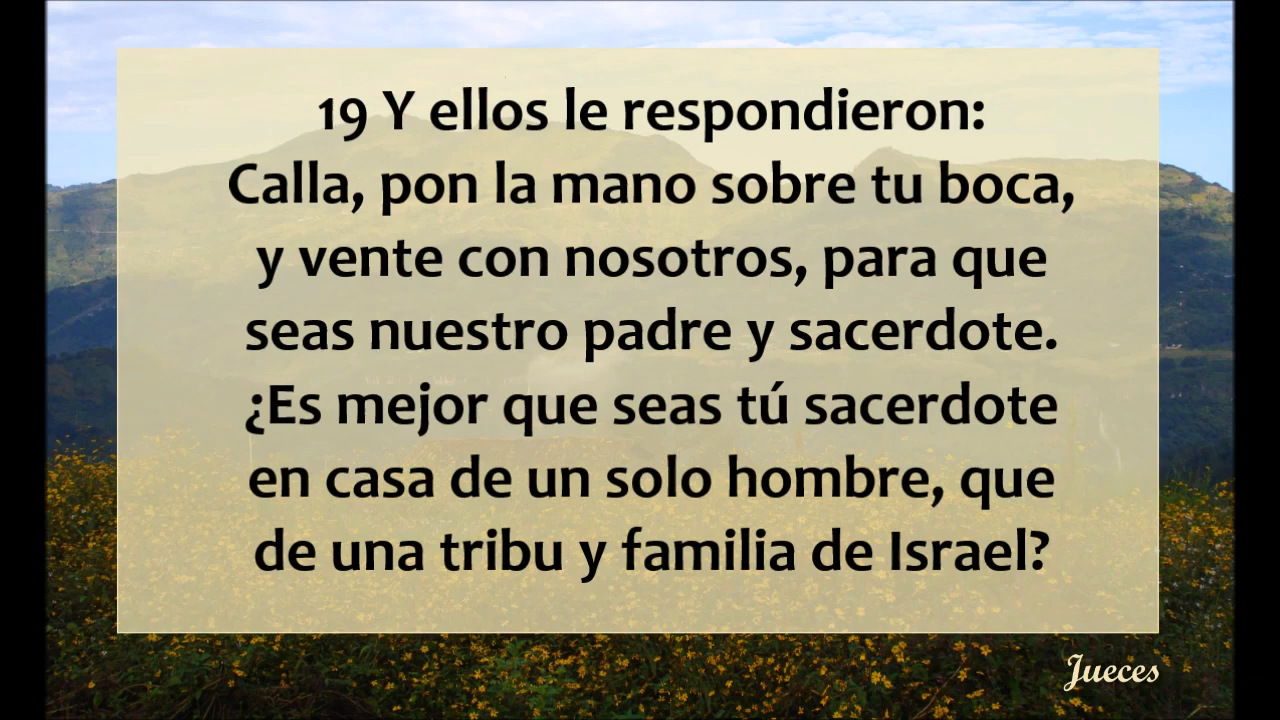 19 Y ellos le respondieron:
Calla, pon la mano sobre tu boca,
y vente con nosotros, para que
seas nuestro padre y sacerdote.
¿Es mejor que seas tú sacerdote
en casa de un solo hombre, que
de una tribu y familia de Israel?
Jueces